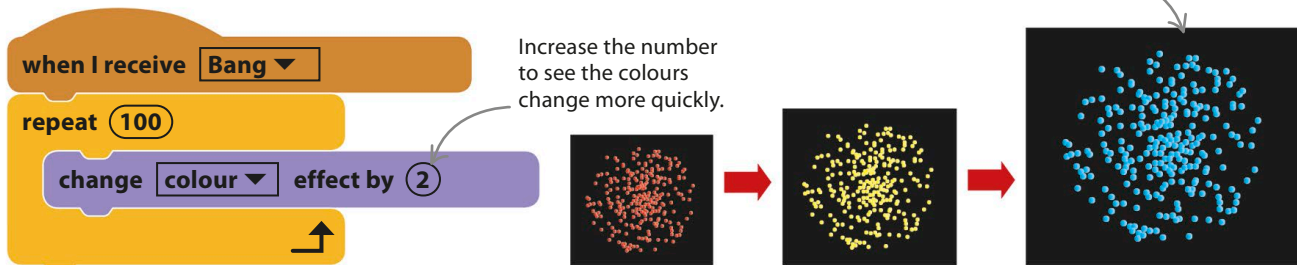 when I receive Bang
repeat 100
change colour effect by 2
Increase the number
to see the colours
change more quickly.